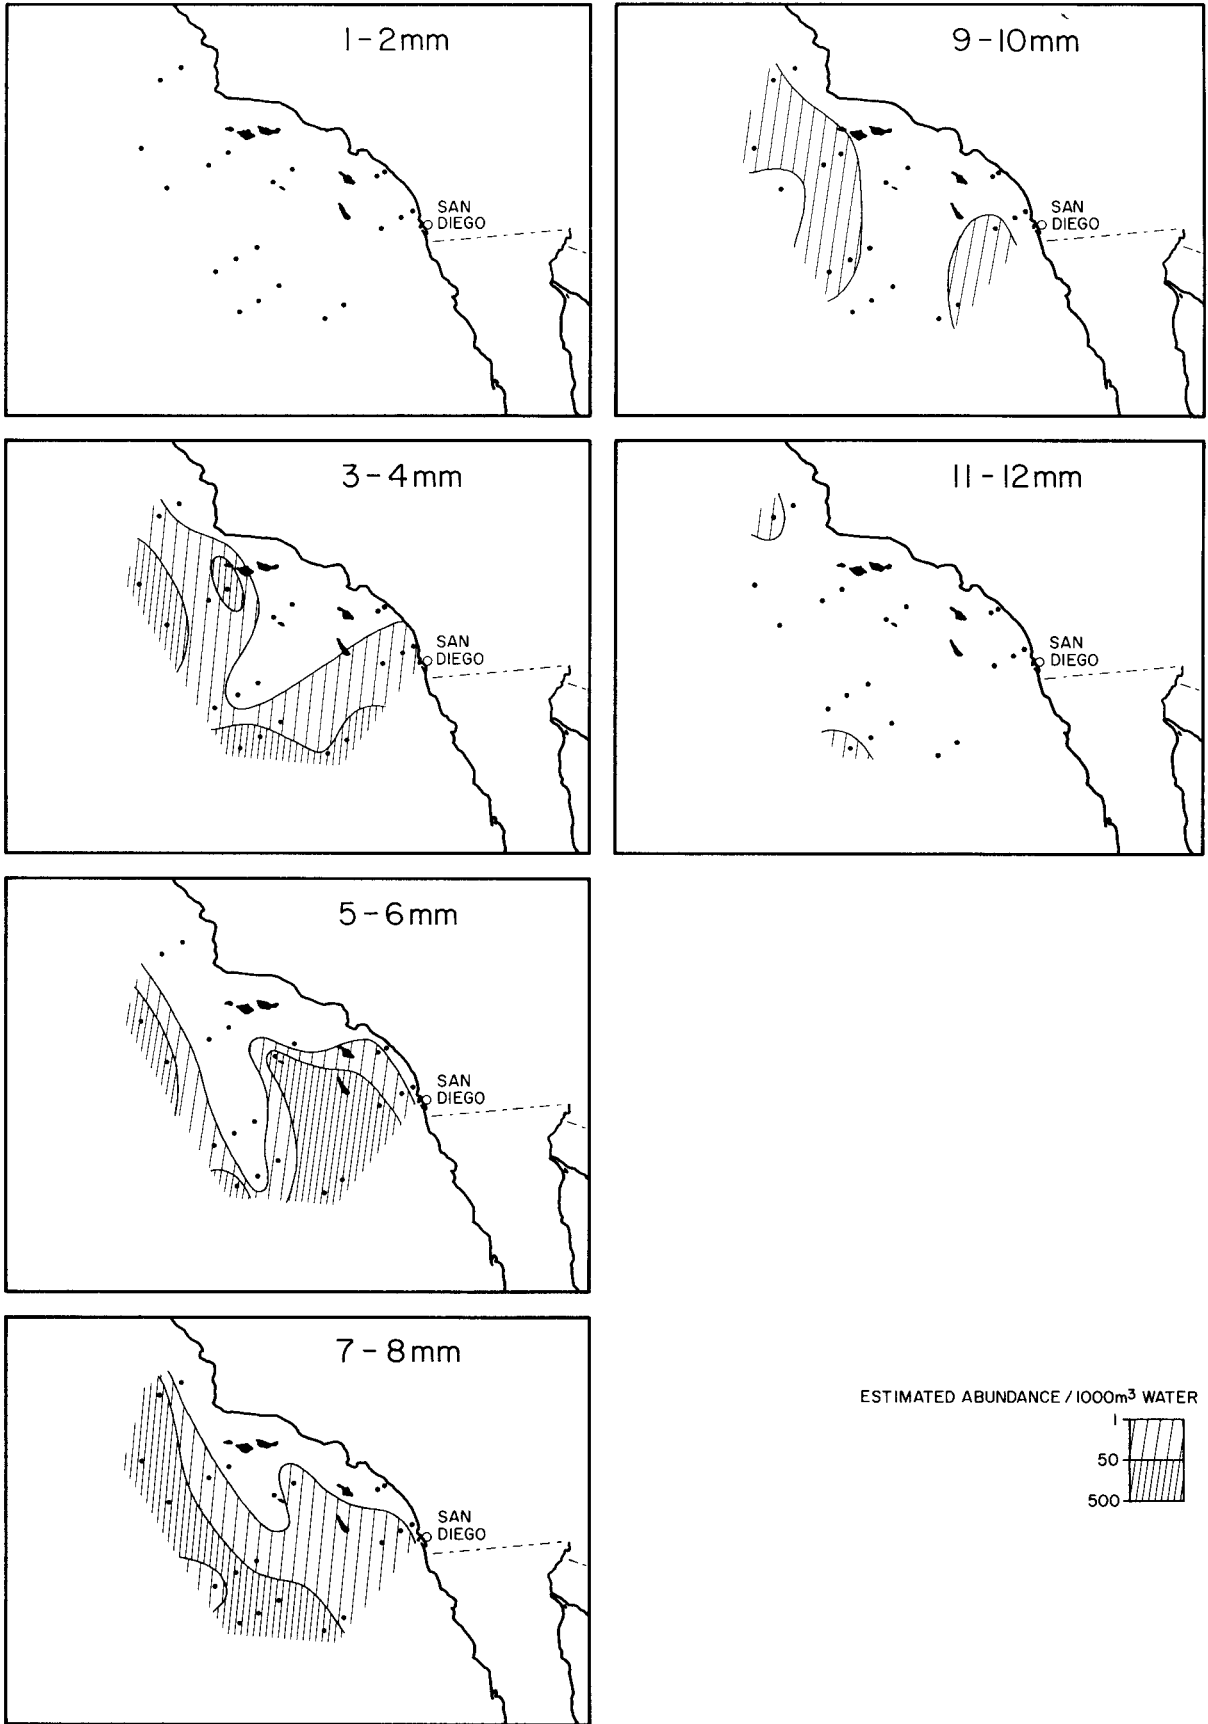 1-2mm
SAN
DIEGO
3-4mm
SAN
DIEGO
5-6mm
SAN
DIEGO
7-8mm
SAN
DIEGO
9-10mm
SAN
DIEGO
11-12mm
SAN
DIEGO
ESTIMATED ABUNDANCE/1000m³ WATER
1
50
500